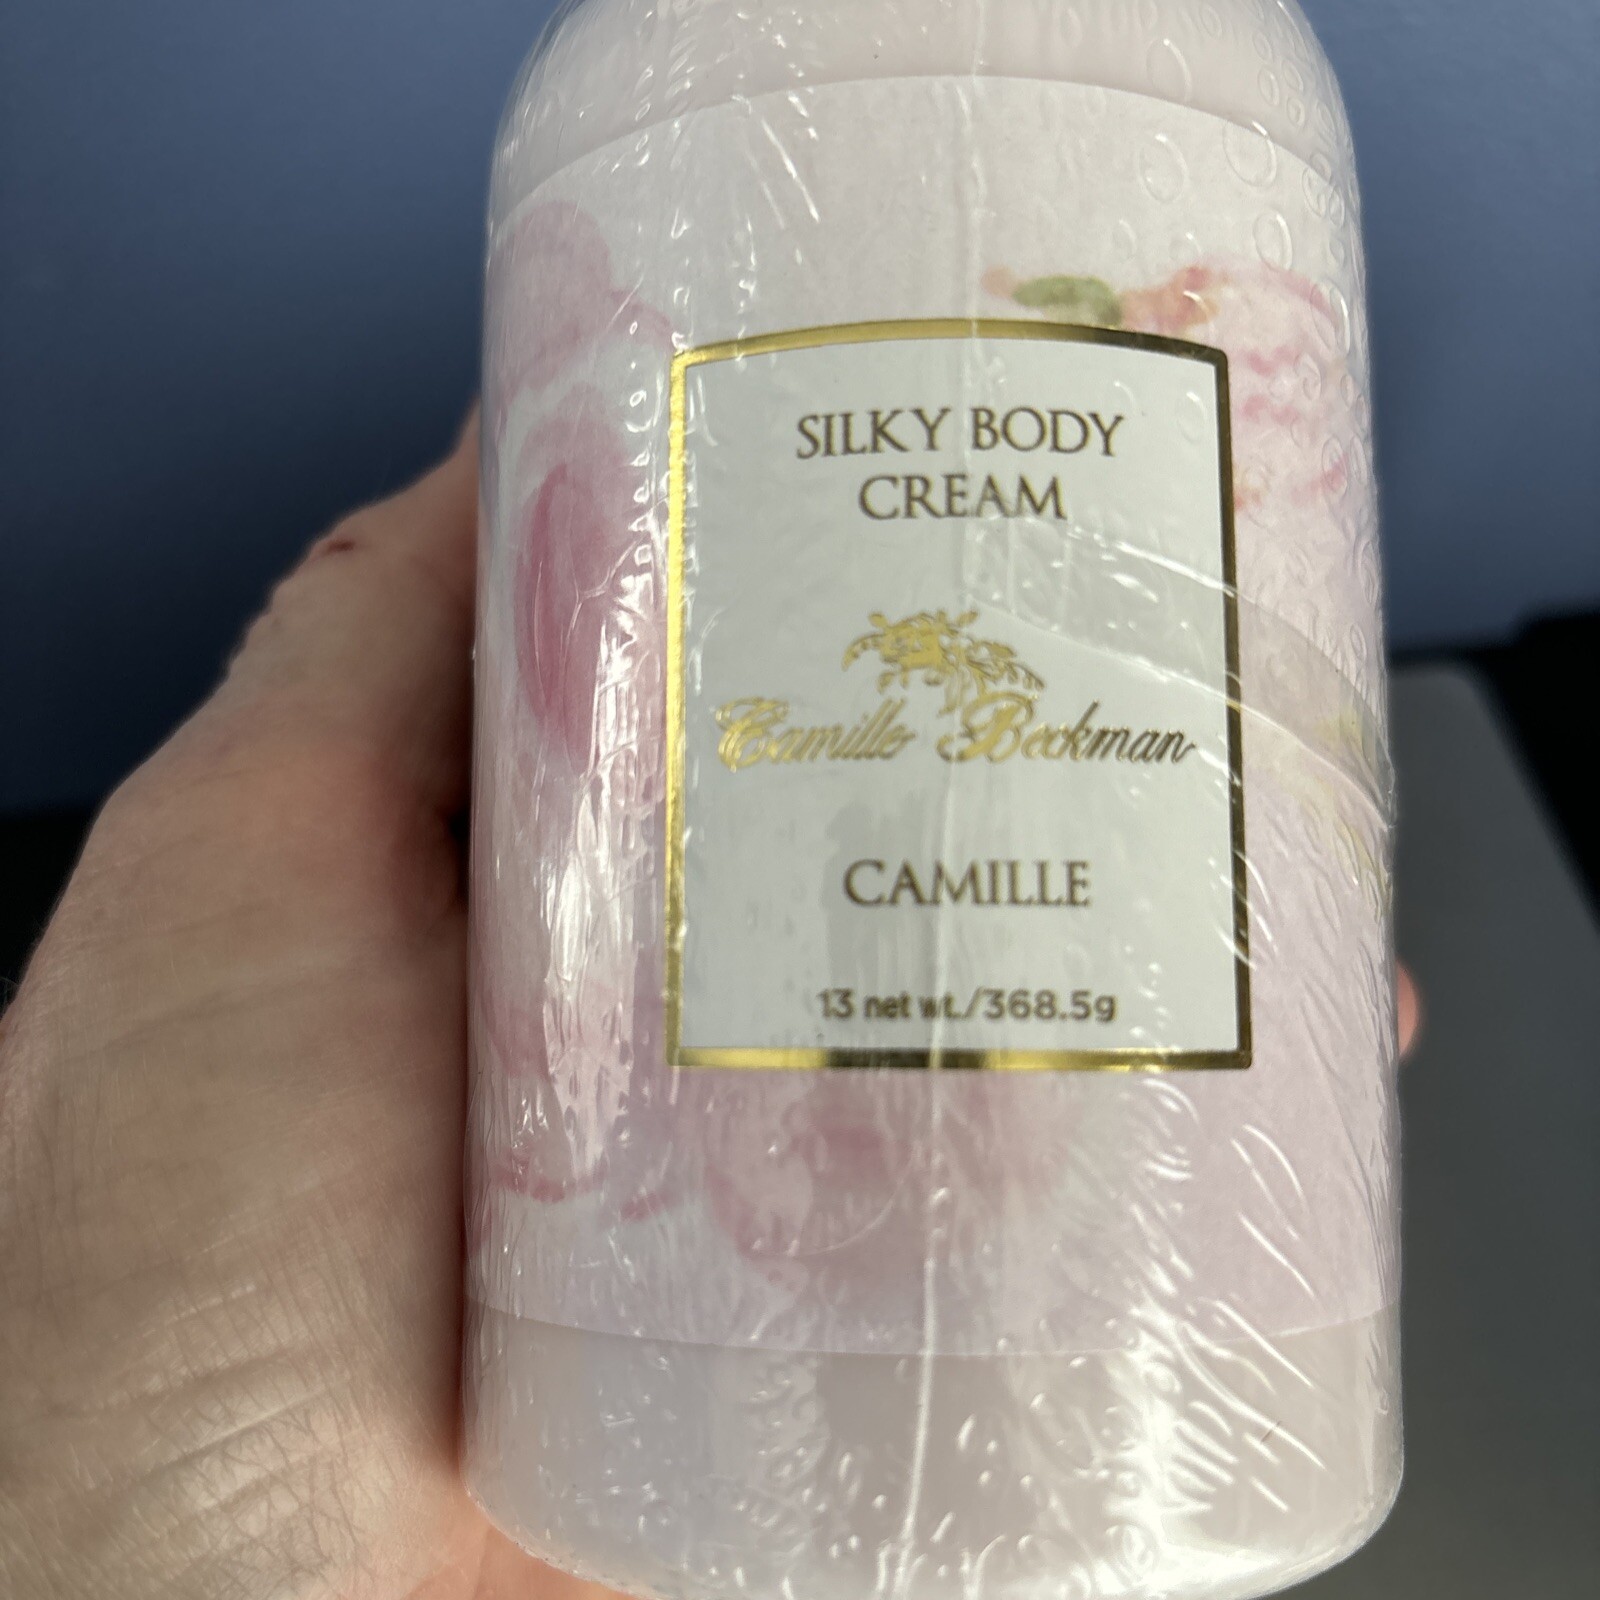 SILKY BODY
CREAM
Camille Beckman
CAMILLE
13 net wt./368.5g